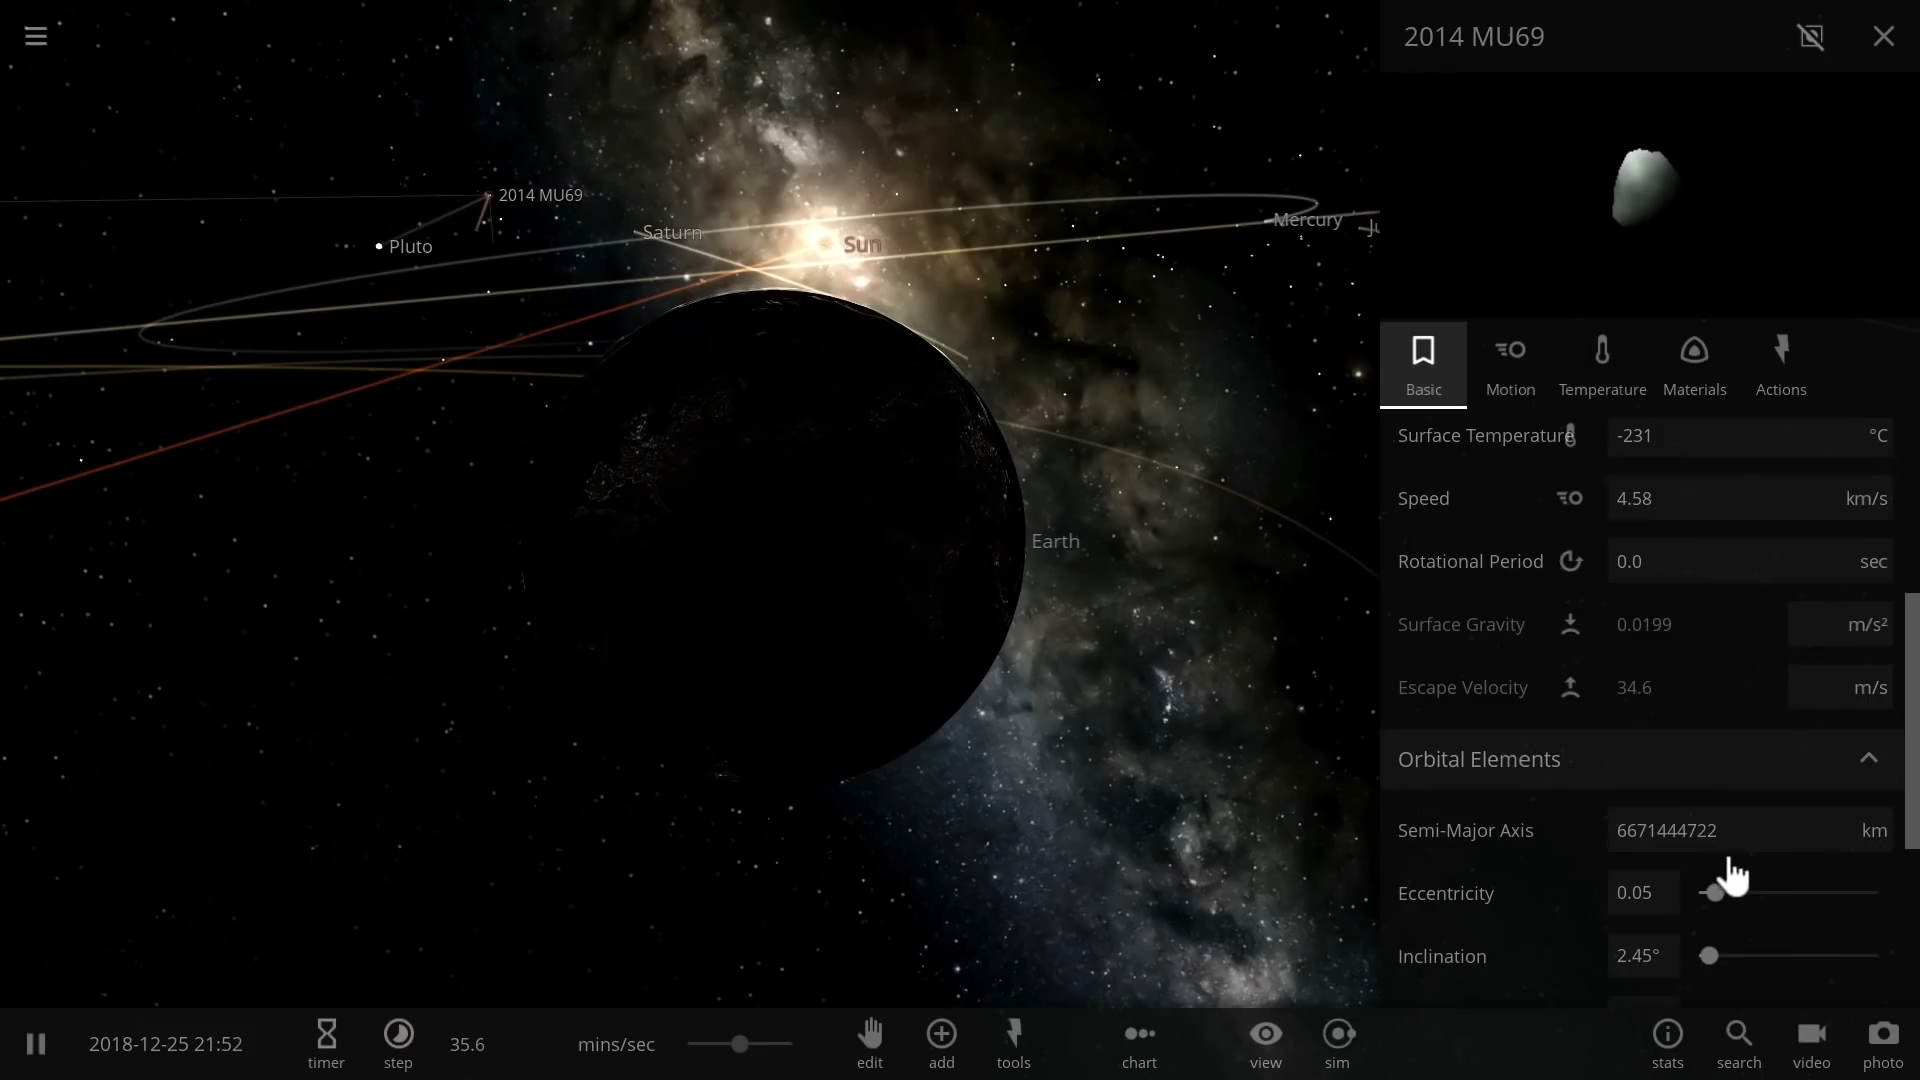 2014 MU69
2014 MU69
Saturn
Sun
Mercury
Pluto
Earth
Basic
Motion
Temperature
Materials
Actions
Surface Temperature -231 °C
Speed 4.58 km/s
Rotational Period 0.0 sec
Surface Gravity 0.0199 m/s²
Escape Velocity 34.6 m/s
Orbital Elements
Semi-Major Axis 6671444722 km
Eccentricity 0.05
Inclination 2.45°
2018-12-25 21:52
timer
step
35.6 mins/sec
edit
add
tools
chart
view
sim
stats
search
video
photo